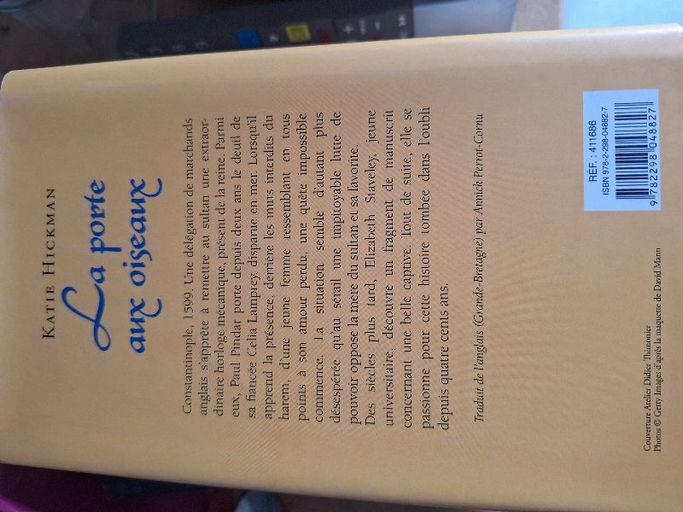 KATIE HICKMAN
La porte
aux oiseaux
Constantinople, 1599. Une délégation de marchands
anglais s'apprête à remettre au sultan une extraor-
dinaire horloge mécanique, présent de la reine. Parmi
eux, Paul Pindar porte depuis deux ans le deuil de
sa fiancée Celia Lamprey, disparue en mer. Lorsqu'il
apprend la présence, derrière les murs interdits du
harem, d'une jeune femme ressemblant en tous
points à son amour perdu, une quête impossible
commence. La situation semble d'autant plus
désespérée qu'au sérail une impitoyable lutte de
pouvoir oppose la mère du sultan et sa favorite.
Des siècles plus tard, Elizabeth Staveley, jeune
universitaire, découvre un fragment de manuscrit
concernant une belle captive. Tout de suite, elle se
passionne pour cette histoire tombée dans l'oubli
depuis quatre cents ans.
Traduit de l'anglais (Grande-Bretagne) par Annick Perrot-Cornu
RÉF. : 411686
ISBN 978-2-298-04882-7
9 782298 048827
Couverture Atelier Didier Thimonier
Photos © Getty Images d'après la maquette de David Mann